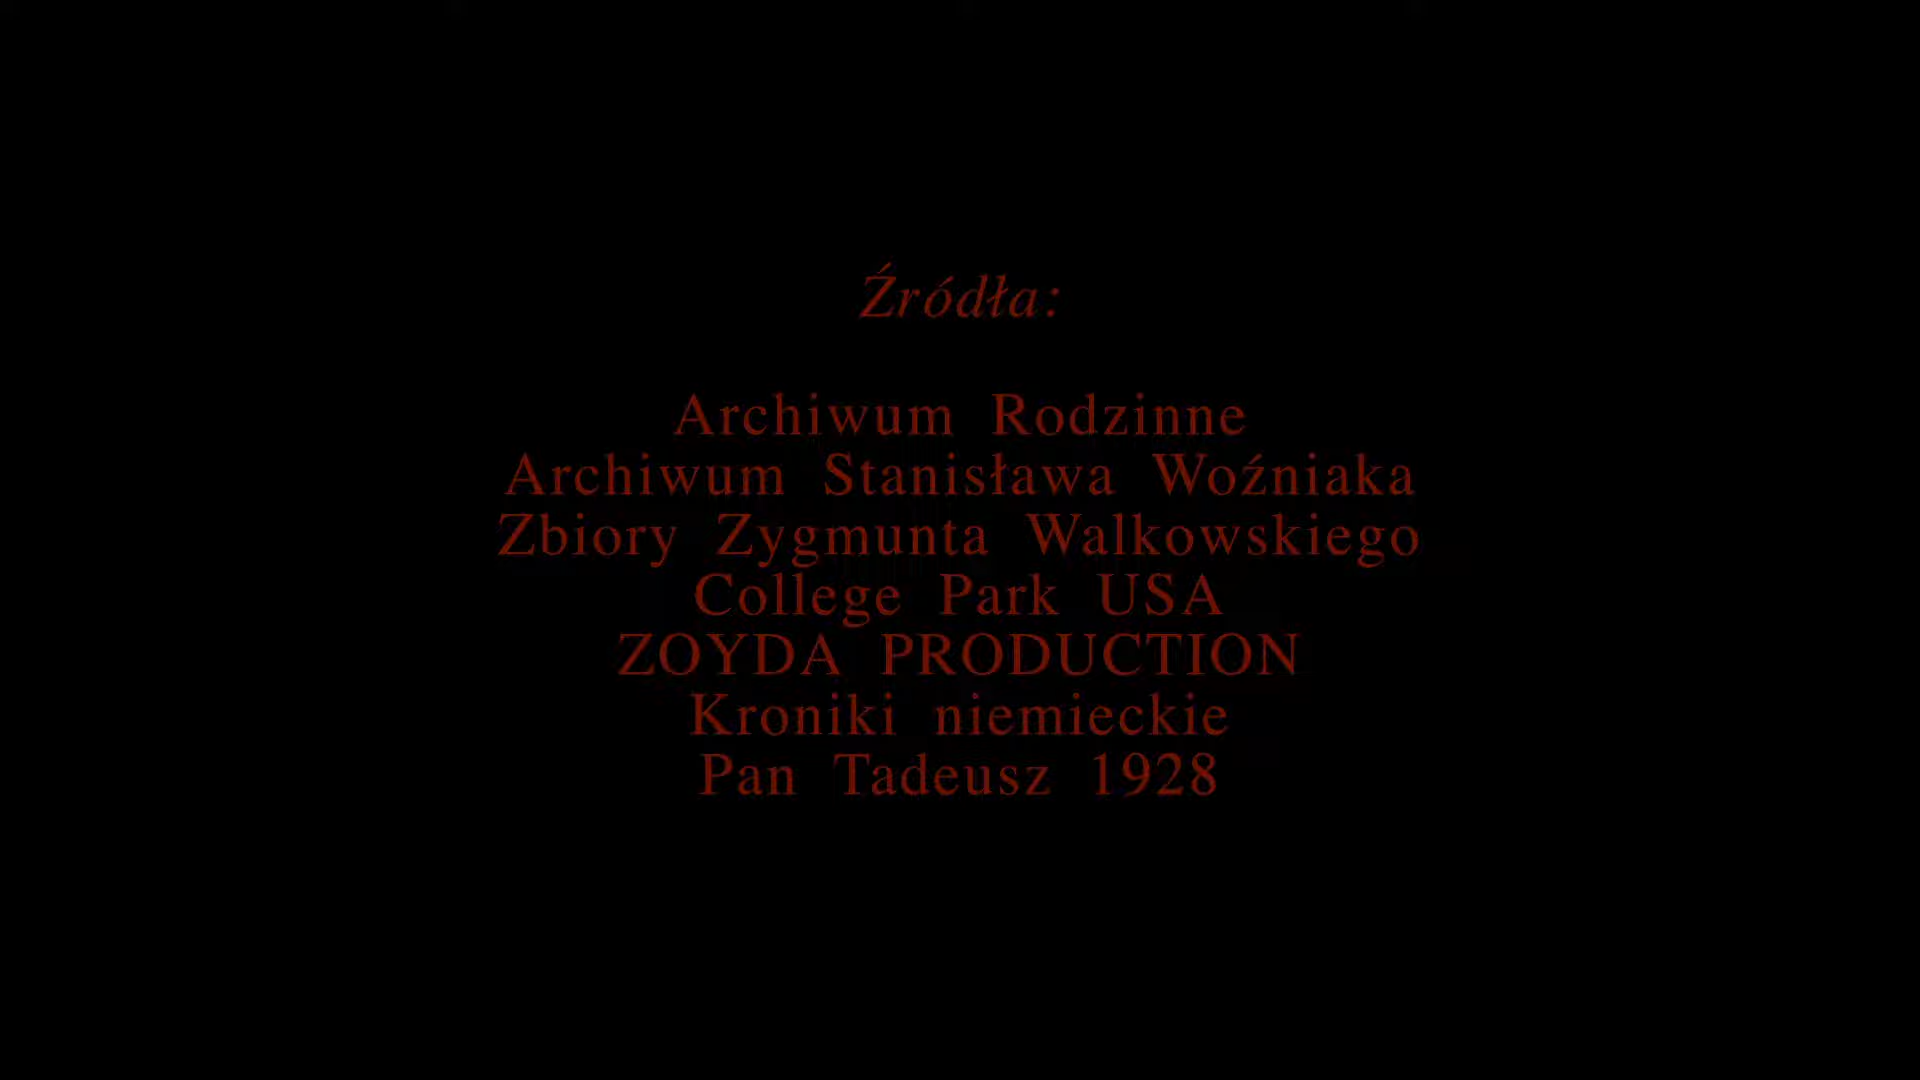 Źródła:
Archiwum Rodzinne
Archiwum Stanisława Woźniaka
Zbiory Zygmunta Walkowskiego
College Park USA
ZOYDA PRODUCTION
Kroniki niemieckie
Pan Tadeusz 1928